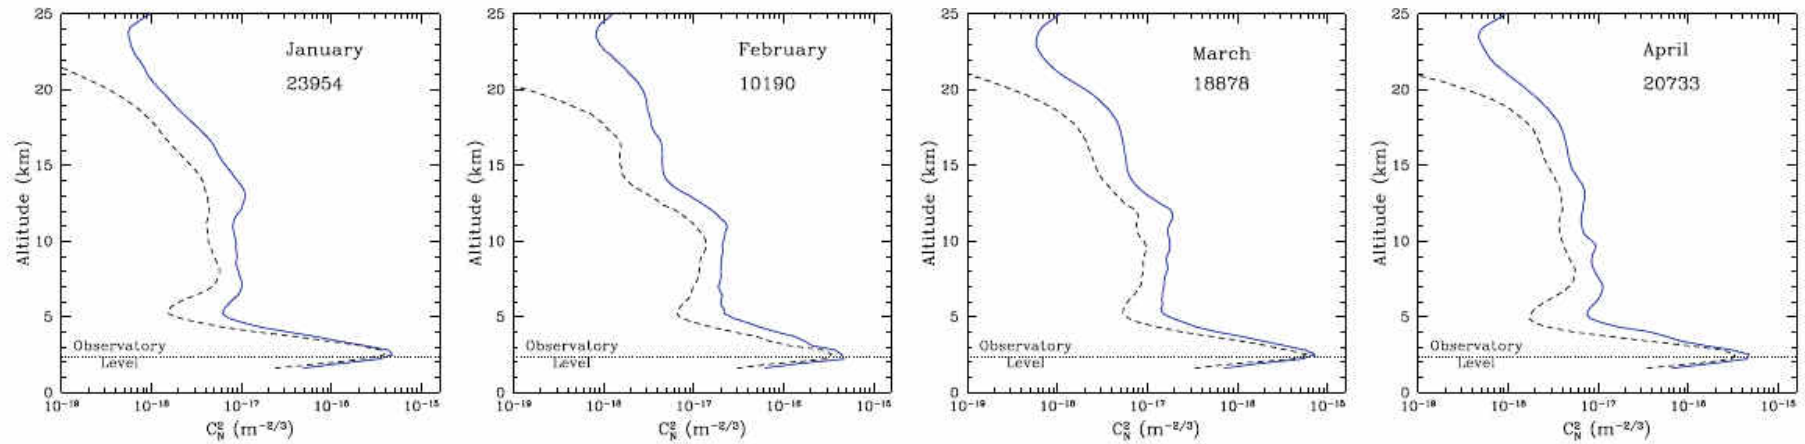 25
20
15
10
5
0
Altitude (km)
January
23954
Observatory
Level
10⁻¹⁹ 10⁻¹⁸ 10⁻¹⁷ 10⁻¹⁶ 10⁻¹⁵
C²N (m⁻²/³)
25
20
15
10
5
0
Altitude (km)
February
10190
Observatory
Level
10⁻¹⁹ 10⁻¹⁸ 10⁻¹⁷ 10⁻¹⁶ 10⁻¹⁵
C²N (m⁻²/³)
25
20
15
10
5
0
Altitude (km)
March
18878
Observatory
Level
10⁻¹⁹ 10⁻¹⁸ 10⁻¹⁷ 10⁻¹⁶ 10⁻¹⁵
C²N (m⁻²/³)
25
20
15
10
5
0
Altitude (km)
April
20733
Observatory
Level
10⁻¹⁹ 10⁻¹⁸ 10⁻¹⁷ 10⁻¹⁶ 10⁻¹⁵
C²N (m⁻²/³)